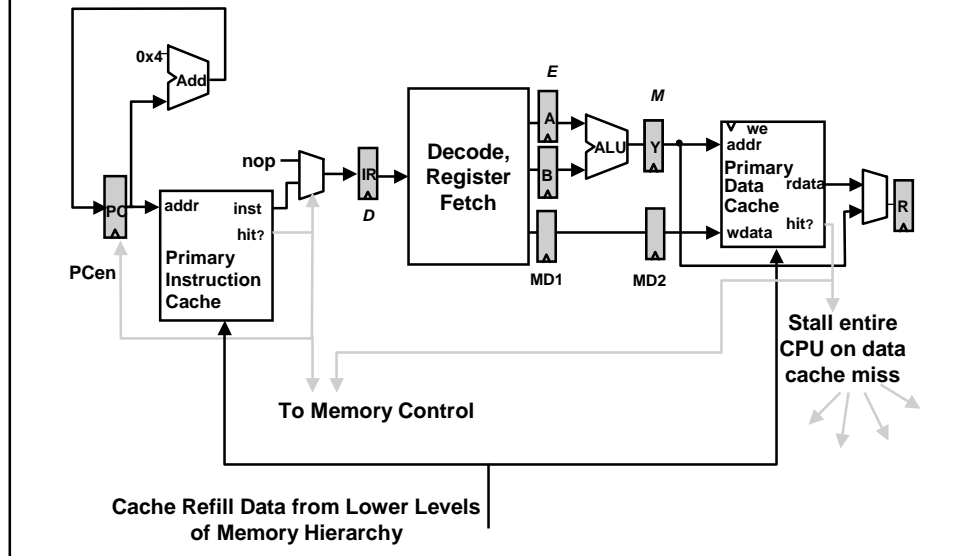 0x4
Add
E
M
nop
IR
D
Decode,
Register
Fetch
A
B
ALU
Y
we
addr
Primary
Data
Cache
rdata
hit?
wdata
R
PC
addr
inst
hit?
Primary
Instruction
Cache
PCen
MD1
MD2
Stall entire
CPU on data
cache miss
To Memory Control
Cache Refill Data from Lower Levels
of Memory Hierarchy